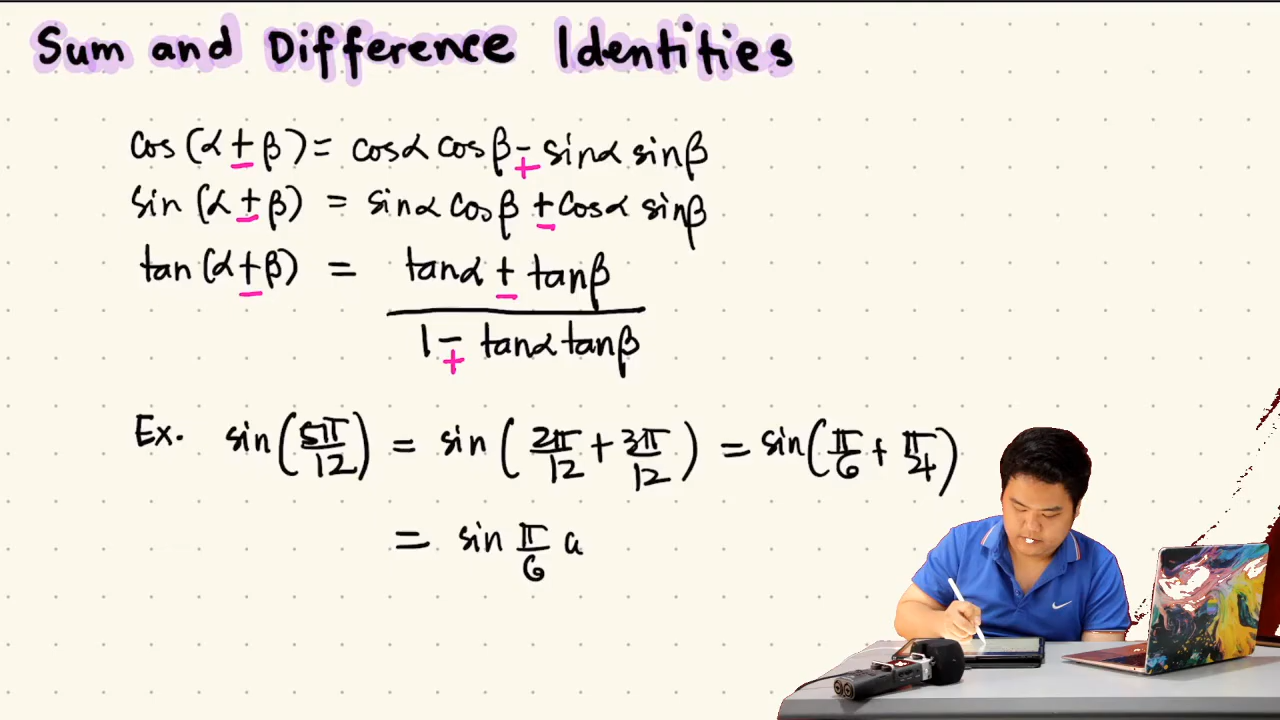 Sum and Difference Identities
cos (α ± β) = cosα cosβ ∓ sinα sinβ
sin (α ± β) = sinα cosβ ± cosα sinβ
tan (α ± β) = (tanα ± tanβ) / (1 ∓ tanα tanβ)
Ex. sin(5π/12) = sin(2π/12 + 3π/12) = sin(π/6 + π/4)
= sin π/6 c